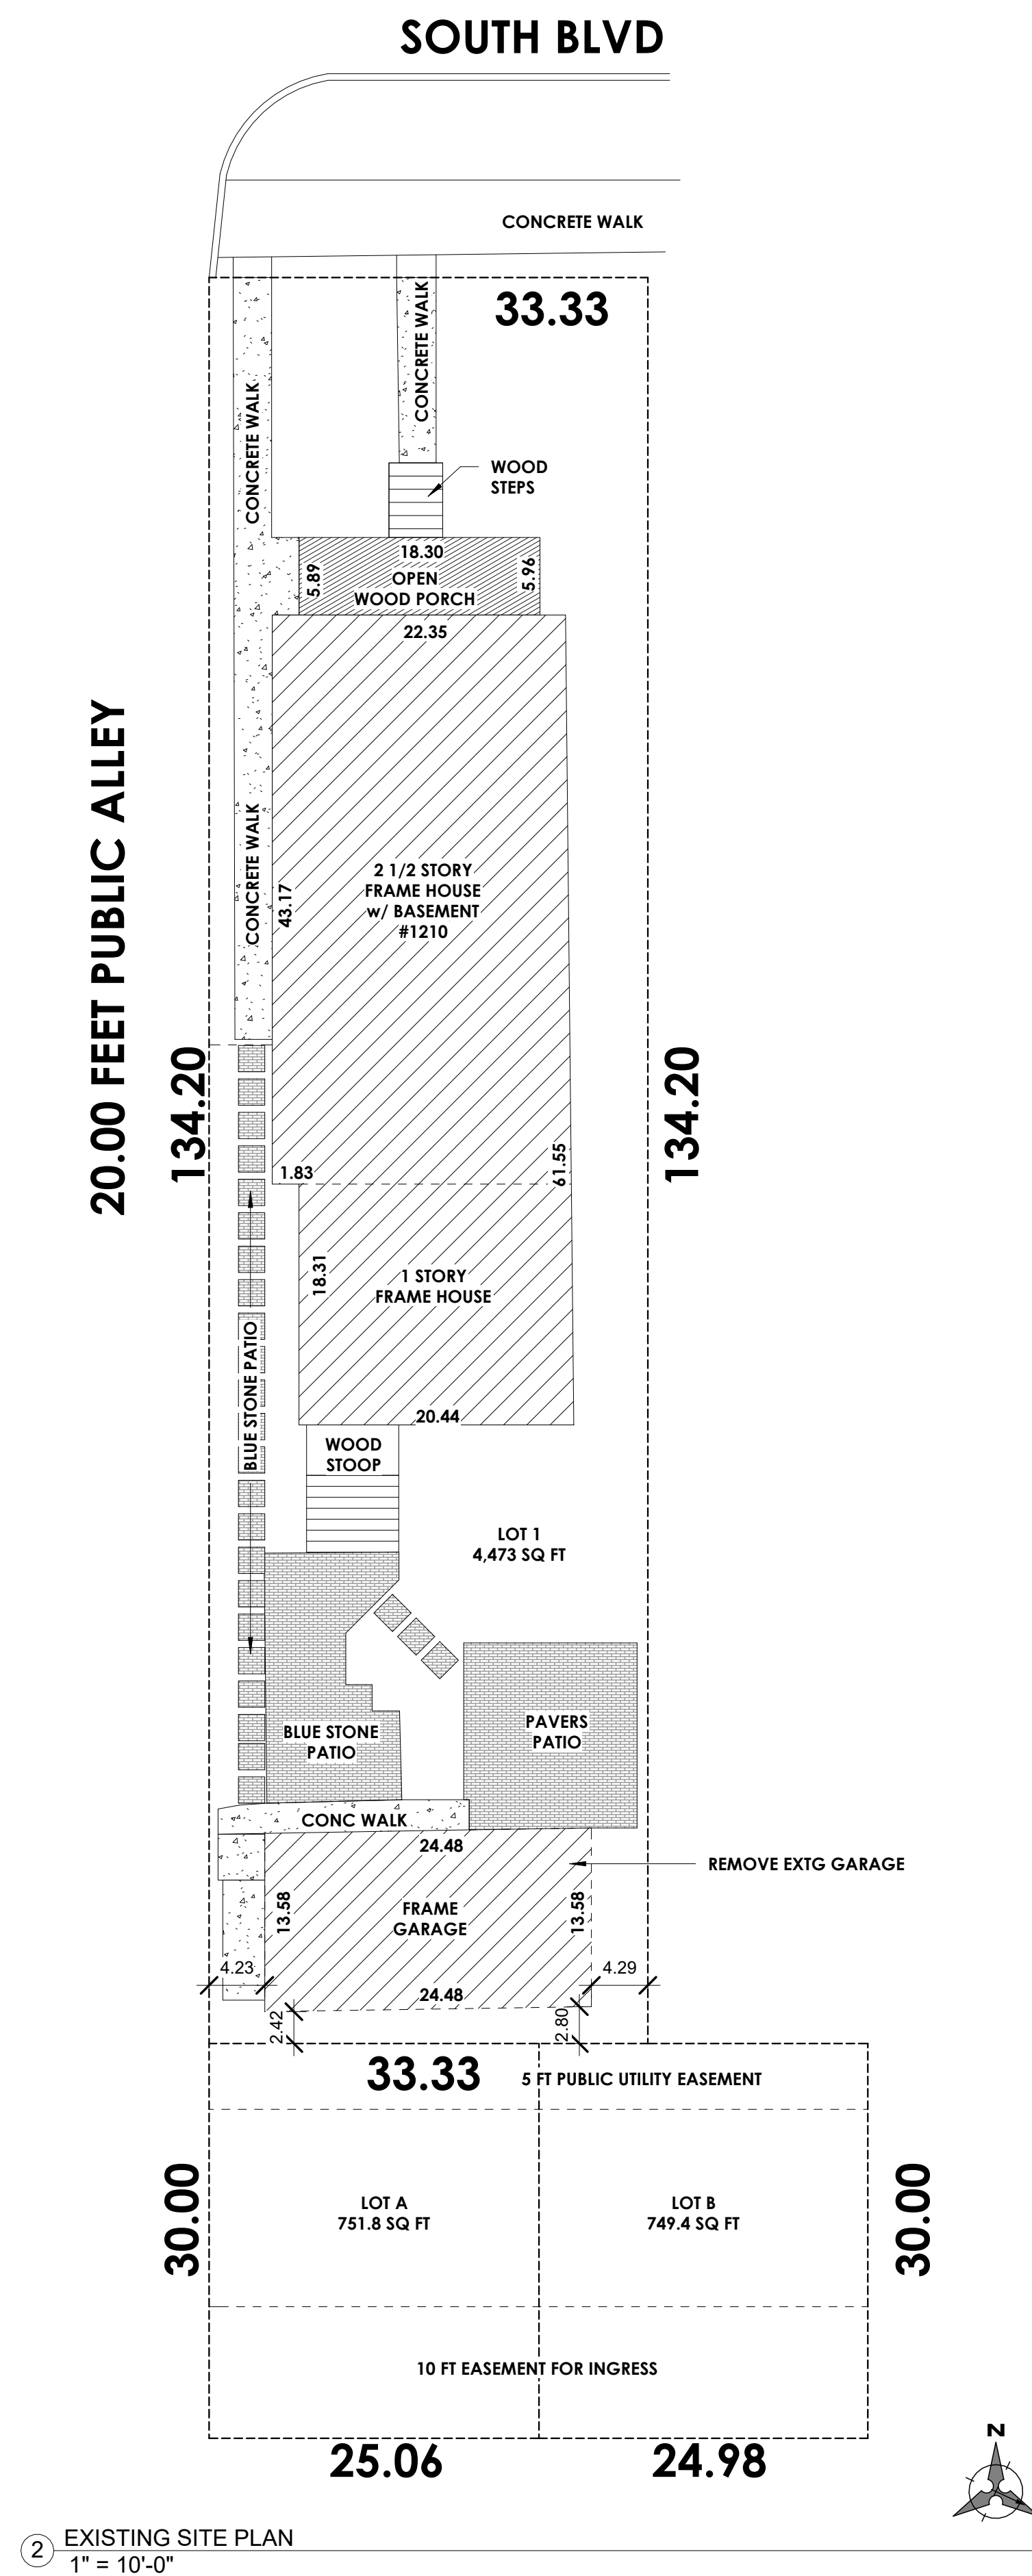 SOUTH BLVD
CONCRETE WALK
33.33
CONCRETE WALK
CONCRETE WALK
WOOD
STEPS
18.30
5.89
OPEN
WOOD PORCH
5.96
22.35
20.00 FEET PUBLIC ALLEY
CONCRETE WALK
43.17
2 1/2 STORY
FRAME HOUSE
w/ BASEMENT
#1210
134.20
134.20
1.83
61.55
18.31
1 STORY
FRAME HOUSE
BLUE STONE PATIO
20.44
WOOD
STOOP
LOT 1
4,473 SQ FT
BLUE STONE
PATIO
PAVERS
PATIO
CONC WALK
24.48
REMOVE EXTG GARAGE
13.58
FRAME
GARAGE
13.58
4.23
4.29
24.48
2.42
2.80
33.33
5 FT PUBLIC UTILITY EASEMENT
30.00
LOT A
751.8 SQ FT
LOT B
749.4 SQ FT
30.00
10 FT EASEMENT FOR INGRESS
25.06
24.98
N
2
EXISTING SITE PLAN
1" = 10'-0"